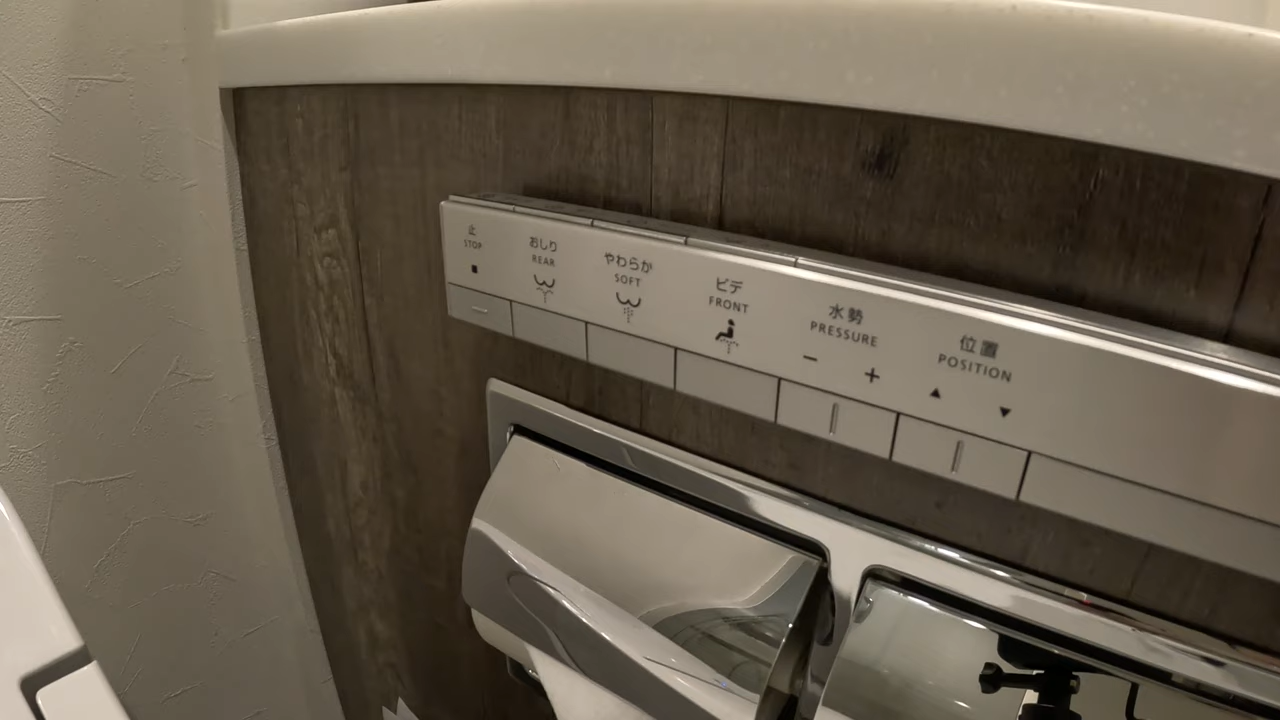 止
STOP
おしり
REAR
やわらか
SOFT
ビデ
FRONT
水勢
PRESSURE
− +
位置
POSITION
▲ ▼